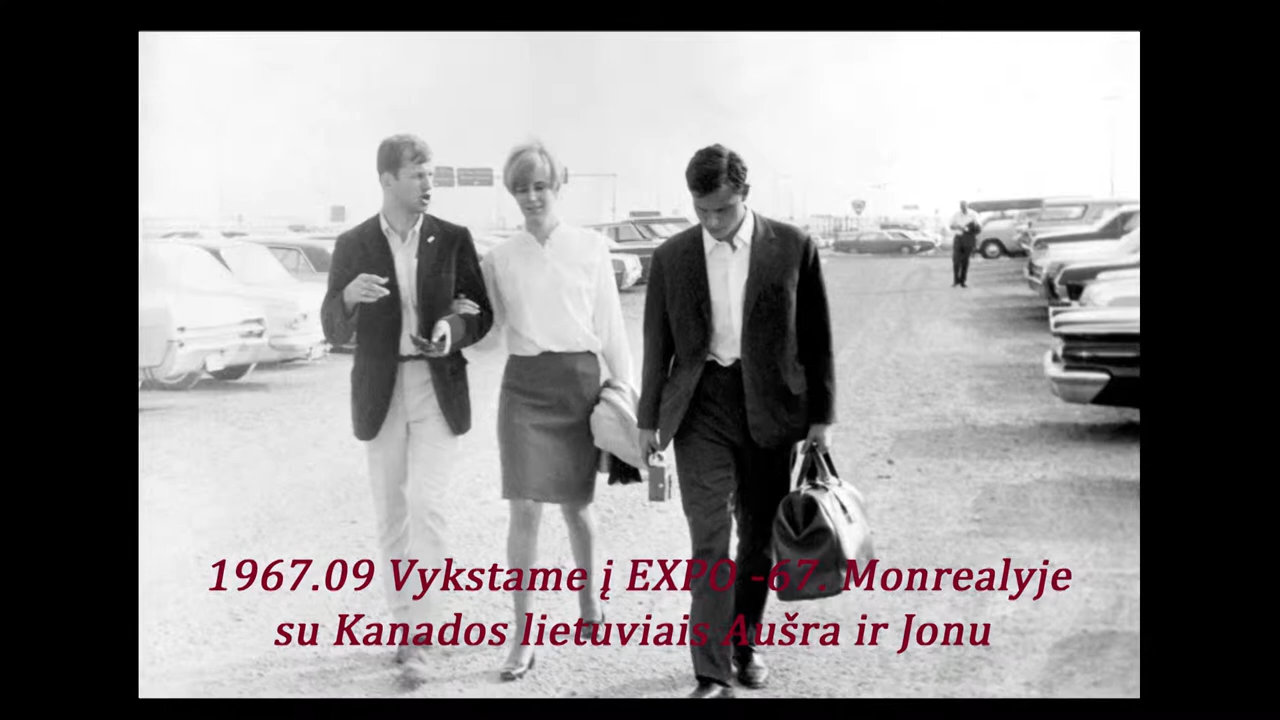 1967.09 Vykstame į EXPO -67. Monrealyje
su Kanados lietuviais Aušra ir Jonu